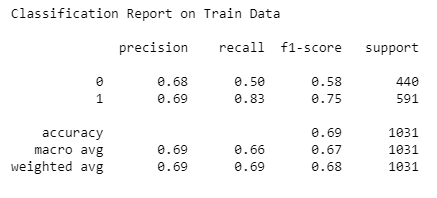 Classification Report on Train Data
precision recall f1-score support
0 0.68 0.50 0.58 440
1 0.69 0.83 0.75 591
accuracy 0.69 1031
macro avg 0.69 0.66 0.67 1031
weighted avg 0.69 0.69 0.68 1031